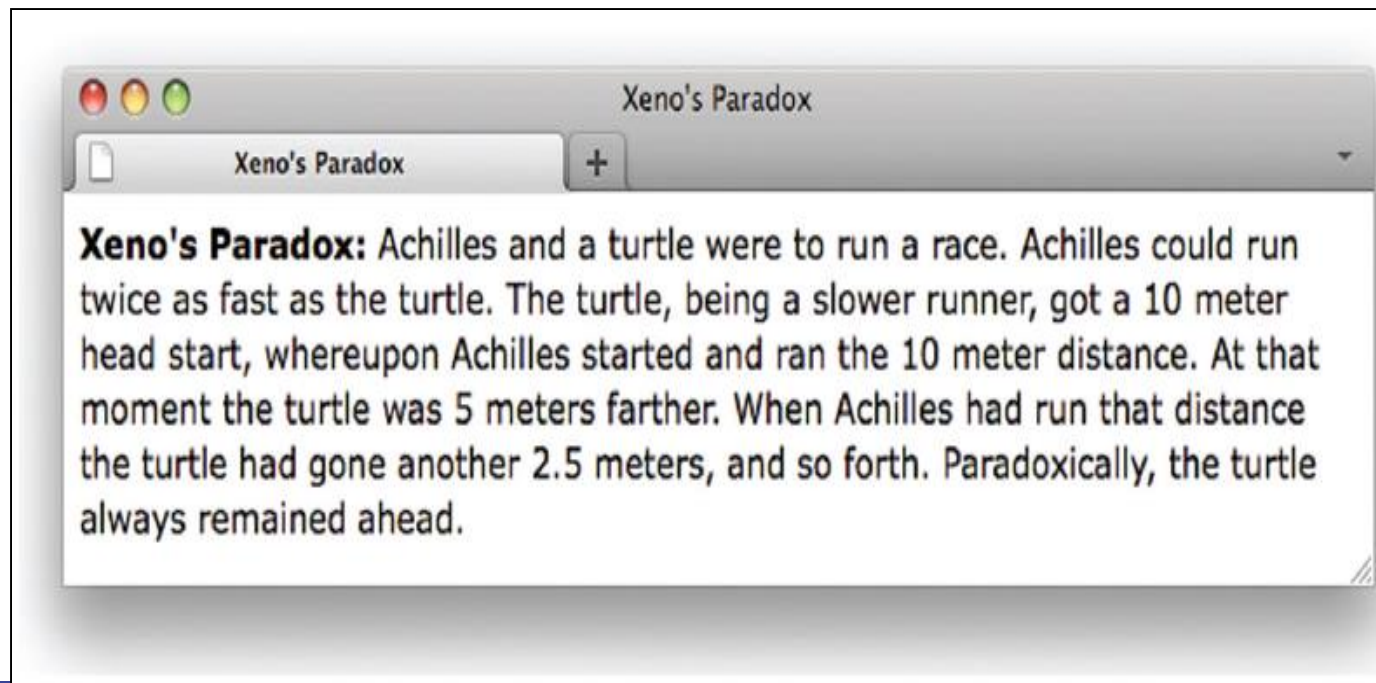 Xeno's Paradox
Xeno's Paradox
Xeno's Paradox: Achilles and a turtle were to run a race. Achilles could run
twice as fast as the turtle. The turtle, being a slower runner, got a 10 meter
head start, whereupon Achilles started and ran the 10 meter distance. At that
moment the turtle was 5 meters farther. When Achilles had run that distance
the turtle had gone another 2.5 meters, and so forth. Paradoxically, the turtle
always remained ahead.